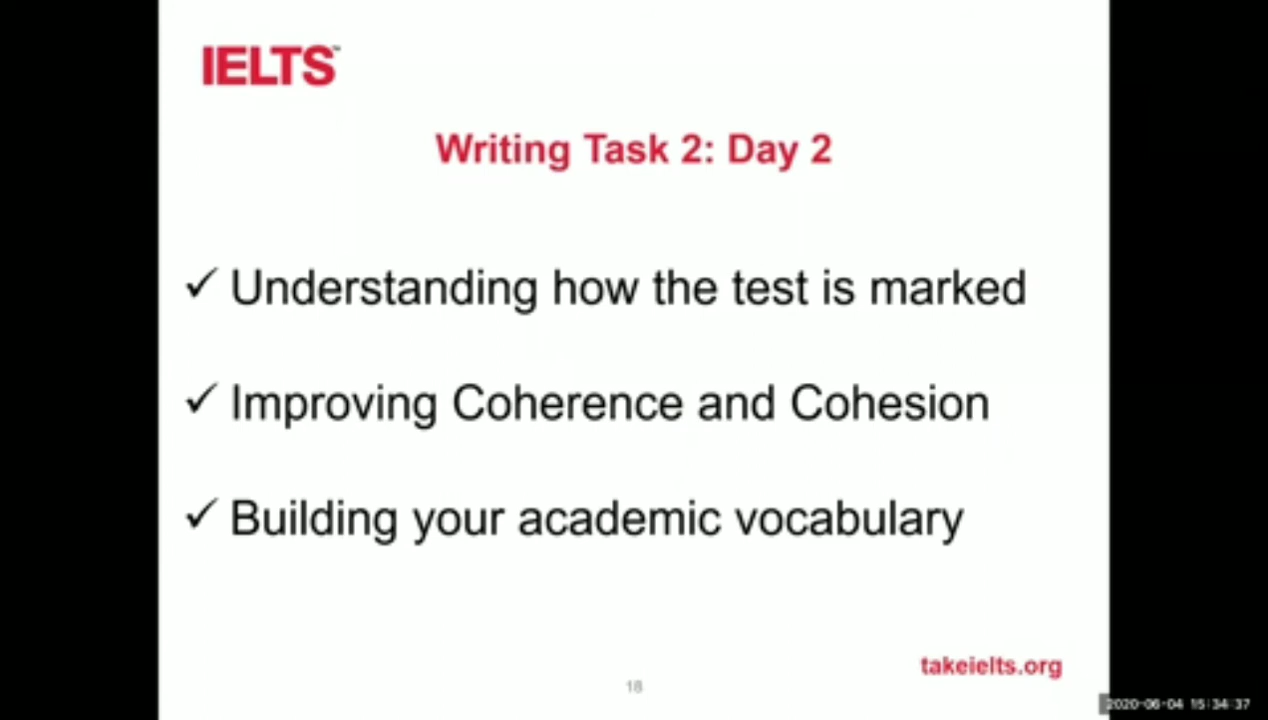 IELTS™
Writing Task 2: Day 2
✓ Understanding how the test is marked
✓ Improving Coherence and Cohesion
✓ Building your academic vocabulary
takeielts.org
18
2020-06-04 15:34:37